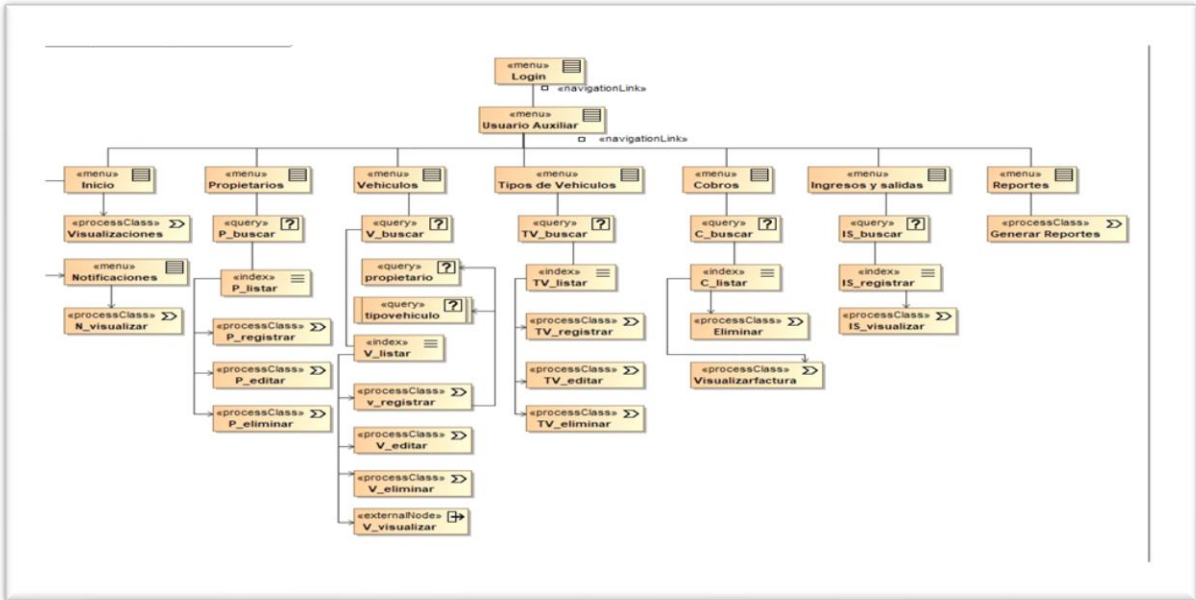 «menu»
Login
«navigationLink»
«menu»
Usuario Auxiliar
«navigationLink»
«menu»
Inicio
«processClass»
Visualizaciones
«menu»
Notificaciones
«processClass»
N_visualizar
«menu»
Propietarios
«query»
P_buscar
«index»
P_listar
«processClass»
P_registrar
«processClass»
P_editar
«processClass»
P_eliminar
«menu»
Vehiculos
«query»
V_buscar
«query»
propietario
«query»
tipovehiculo
«index»
V_listar
«processClass»
v_registrar
«processClass»
V_editar
«processClass»
V_eliminar
«externalNode»
V_visualizar
«menu»
Tipos de Vehiculos
«query»
TV_buscar
«index»
TV_listar
«processClass»
TV_registrar
«processClass»
TV_editar
«processClass»
TV_eliminar
«menu»
Cobros
«query»
C_buscar
«index»
C_listar
«processClass»
Eliminar
«processClass»
Visualizarfactura
«menu»
Ingresos y salidas
«query»
IS_buscar
«index»
IS_registrar
«processClass»
IS_visualizar
«menu»
Reportes
«processClass»
Generar Reportes